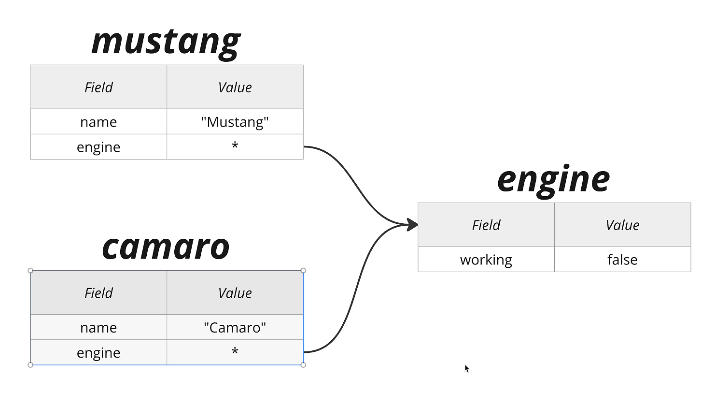 mustang
Field Value
name "Mustang"
engine *
camaro
Field Value
name "Camaro"
engine *
engine
Field Value
working false